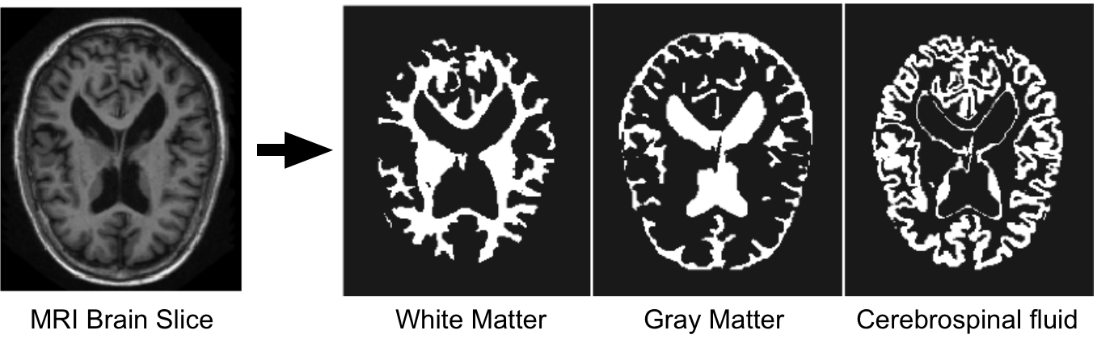 MRI Brain Slice
White Matter
Gray Matter
Cerebrospinal fluid